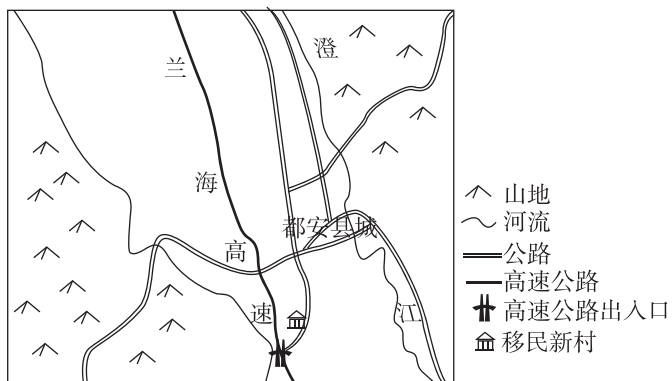 澄
兰
海
都安县城
高
速
江
山地
河流
公路
高速公路
高速公路出入口
移民新村